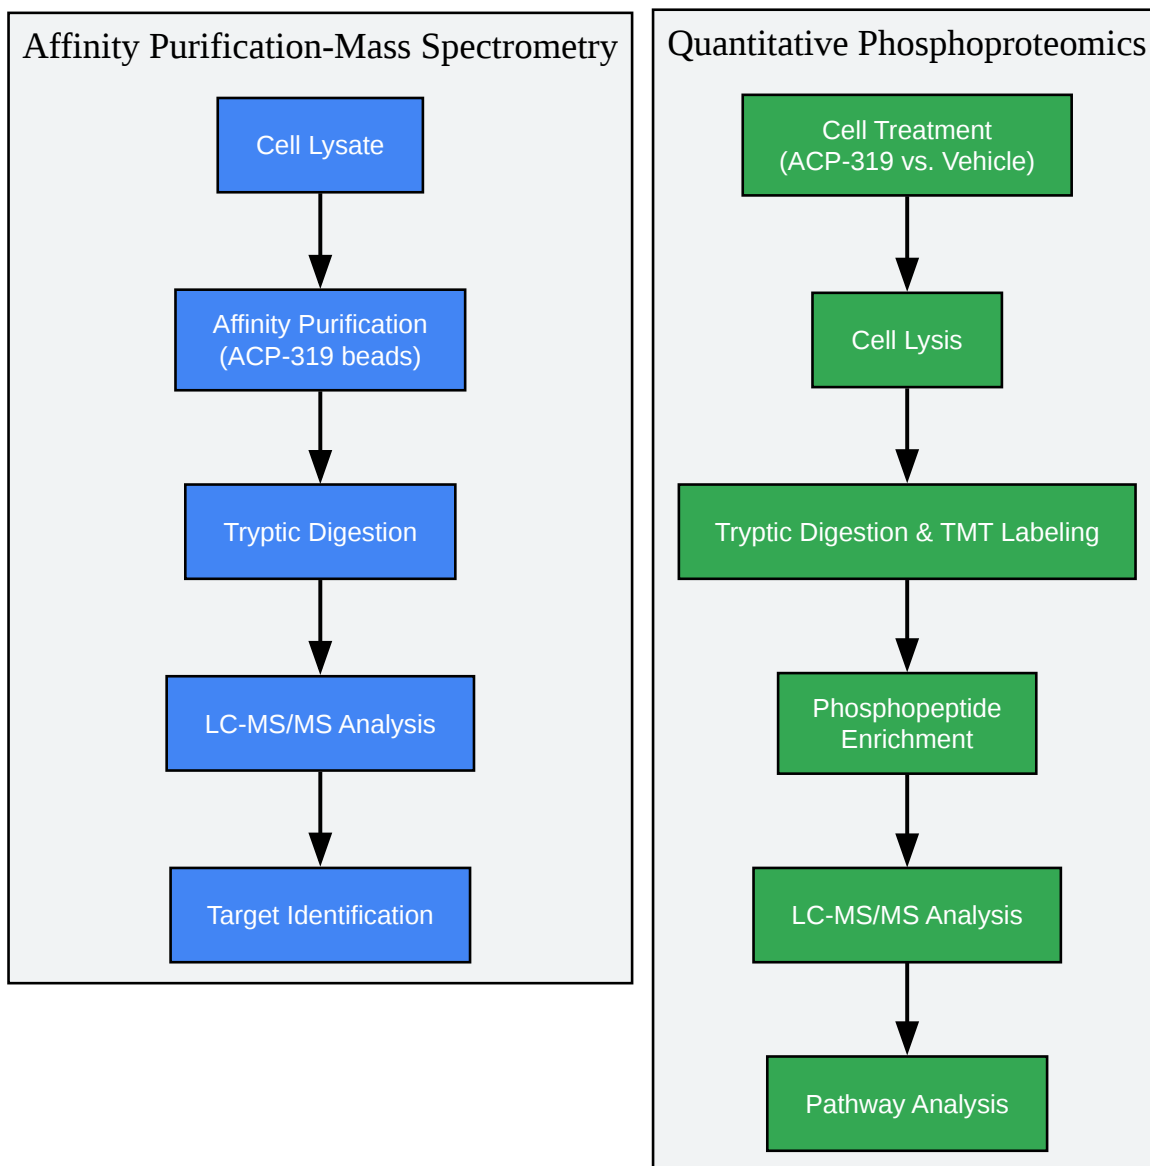 Affinity Purification-Mass Spectrometry
Cell Lysate
Affinity Purification
(ACP-319 beads)
Tryptic Digestion
LC-MS/MS Analysis
Target Identification
Quantitative Phosphoproteomics
Cell Treatment
(ACP-319 vs. Vehicle)
Cell Lysis
Tryptic Digestion & TMT Labeling
Phosphopeptide
Enrichment
LC-MS/MS Analysis
Pathway Analysis